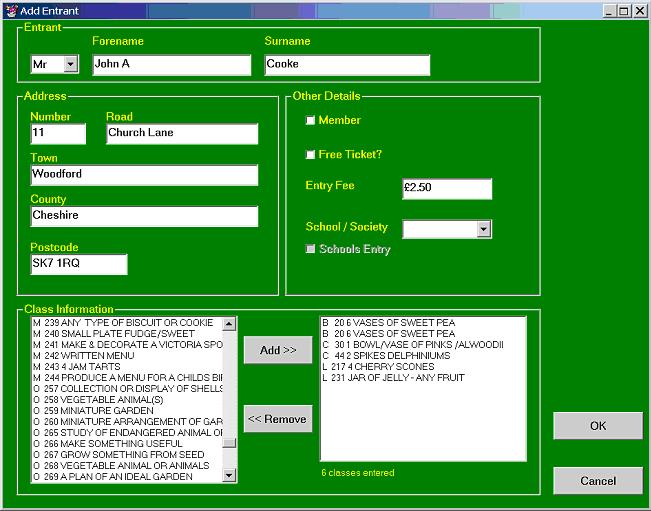 Add Entrant
Entrant
Forename
Surname
Mr
John A
Cooke
Address
Number
Road
11
Church Lane
Town
Woodford
County
Cheshire
Postcode
SK7 1RQ
Other Details
Member
Free Ticket?
Entry Fee
£2.50
School / Society
Schools Entry
Class Information
M 239 ANY TYPE OF BISCUIT OR COOKIE
M 240 SMALL PLATE FUDGE/SWEET
M 241 MAKE & DECORATE A VICTORIA SPO
M 242 WRITTEN MENU
M 243 4 JAM TARTS
M 244 PRODUCE A MENU FOR A CHILDS BI
O 257 COLLECTION OR DISPLAY OF SHELLS
O 258 VEGETABLE ANIMAL(S)
O 259 MINIATURE GARDEN
O 260 MINIATURE ARRANGEMENT OF GAR
O 265 STUDY OF ENDANGERED ANIMAL O
O 266 MAKE SOMETHING USEFUL
O 267 GROW SOMETHING FROM SEED
O 268 VEGETABLE ANIMAL OR ANIMALS
O 269 A PLAN OF AN IDEAL GARDEN
Add >>
<< Remove
B 20 6 VASES OF SWEET PEA
B 20 6 VASES OF SWEET PEA
C 30 1 BOWL/VASE OF PINKS /ALWOODII
C 44 2 SPIKES DELPHINIUMS
L 217 4 CHERRY SCONES
L 231 JAR OF JELLY - ANY FRUIT
6 classes entered
OK
Cancel